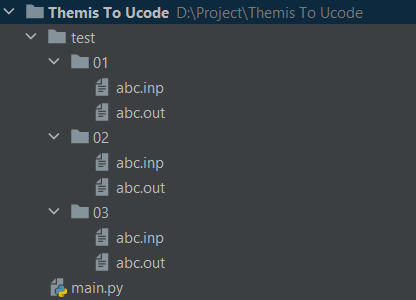 Themis To Ucode D:\Project\Themis To Ucode
test
01
abc.inp
abc.out
02
abc.inp
abc.out
03
abc.inp
abc.out
main.py